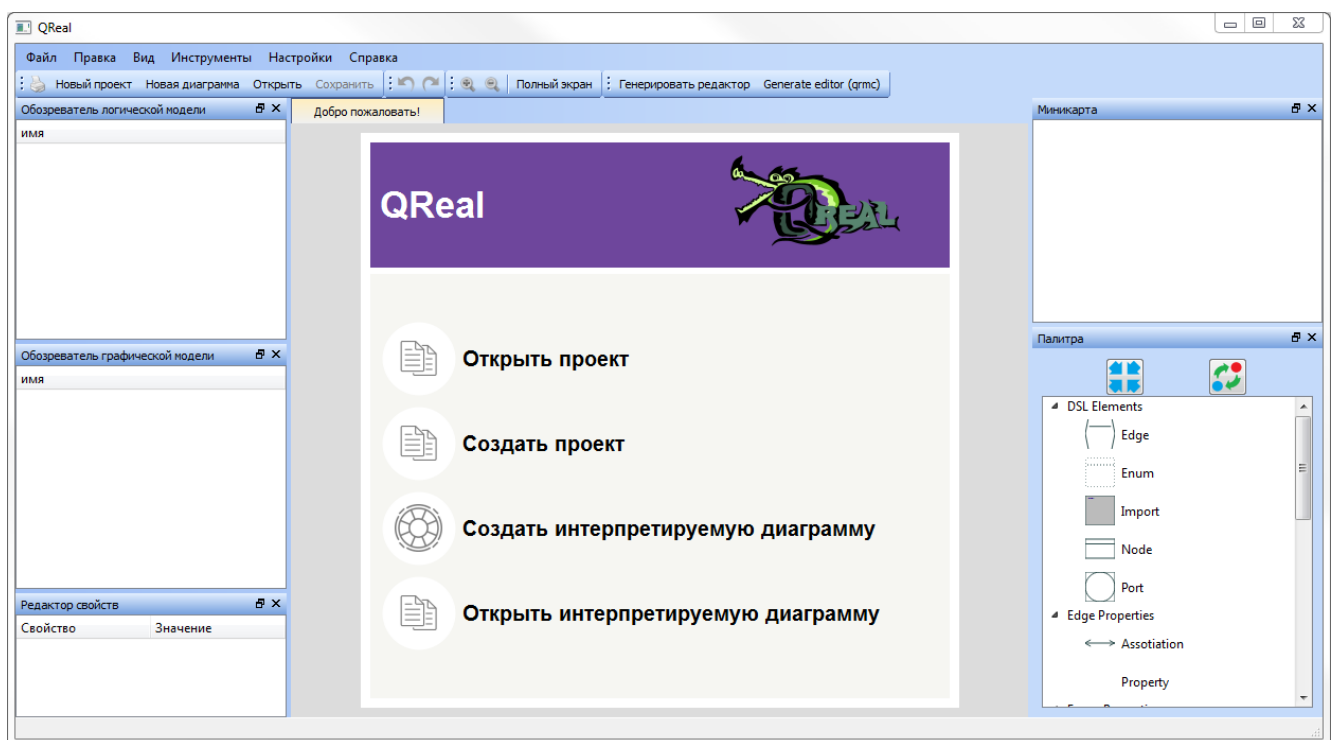 QReal
Файл Правка Вид Инструменты Настройки Справка
Новый проект Новая диаграмма Открыть Сохранить Полный экран Генерировать редактор Generate editor (qrmc)
Обозреватель логической модели
имя
Обозреватель графической модели
имя
Редактор свойств
Свойство Значение
Добро пожаловать!
QReal
QREAL
Открыть проект
Создать проект
Создать интерпретируемую диаграмму
Открыть интерпретируемую диаграмму
Миникарта
Палитра
DSL Elements
Edge
Enum
Import
Node
Port
Edge Properties
Assotiation
Property